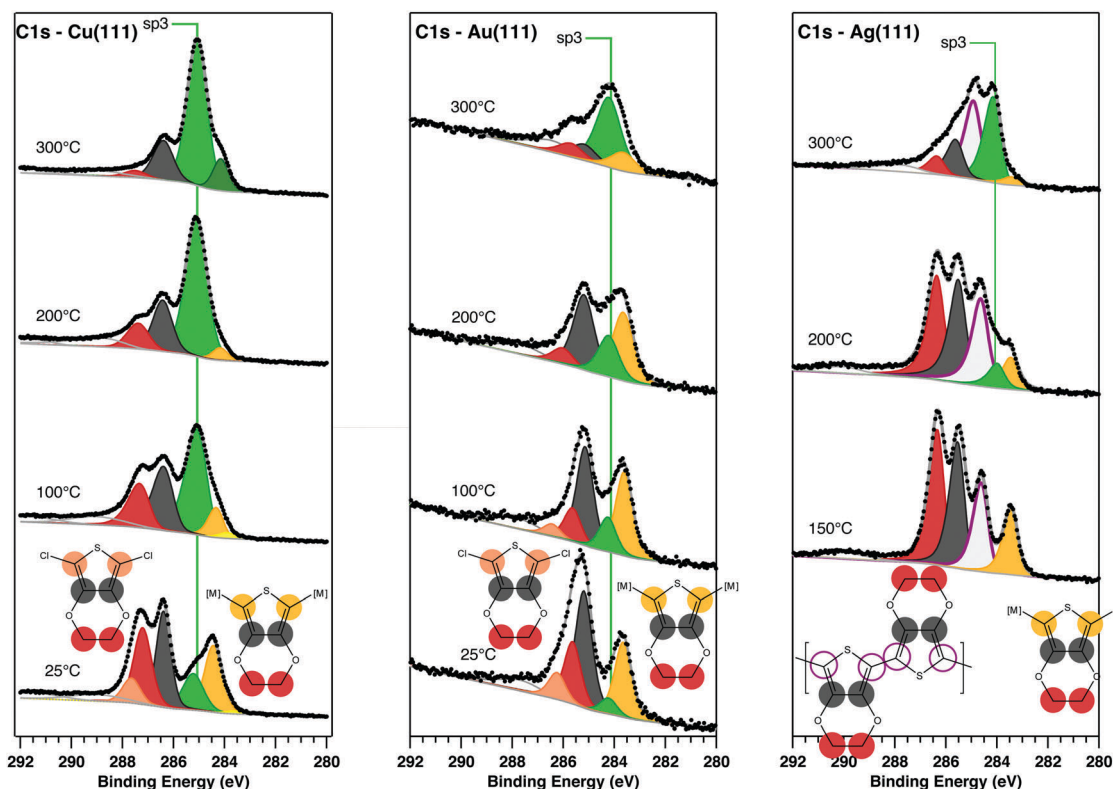 C1s - Cu(111)
sp3
300°C
200°C
100°C
Cl
S
Cl
O
O
[M]
S
[M]
O
O
25°C
292
290
288
286
284
282
280
Binding Energy (eV)
C1s - Au(111)
sp3
300°C
200°C
100°C
Cl
S
Cl
O
O
[M]
S
[M]
O
O
25°C
292
290
288
286
284
282
280
Binding Energy (eV)
C1s - Ag(111)
sp3
300°C
200°C
150°C
O
O
S
S
O
O
[M]
S
O
O
292
290
288
286
284
282
280
Binding Energy (eV)